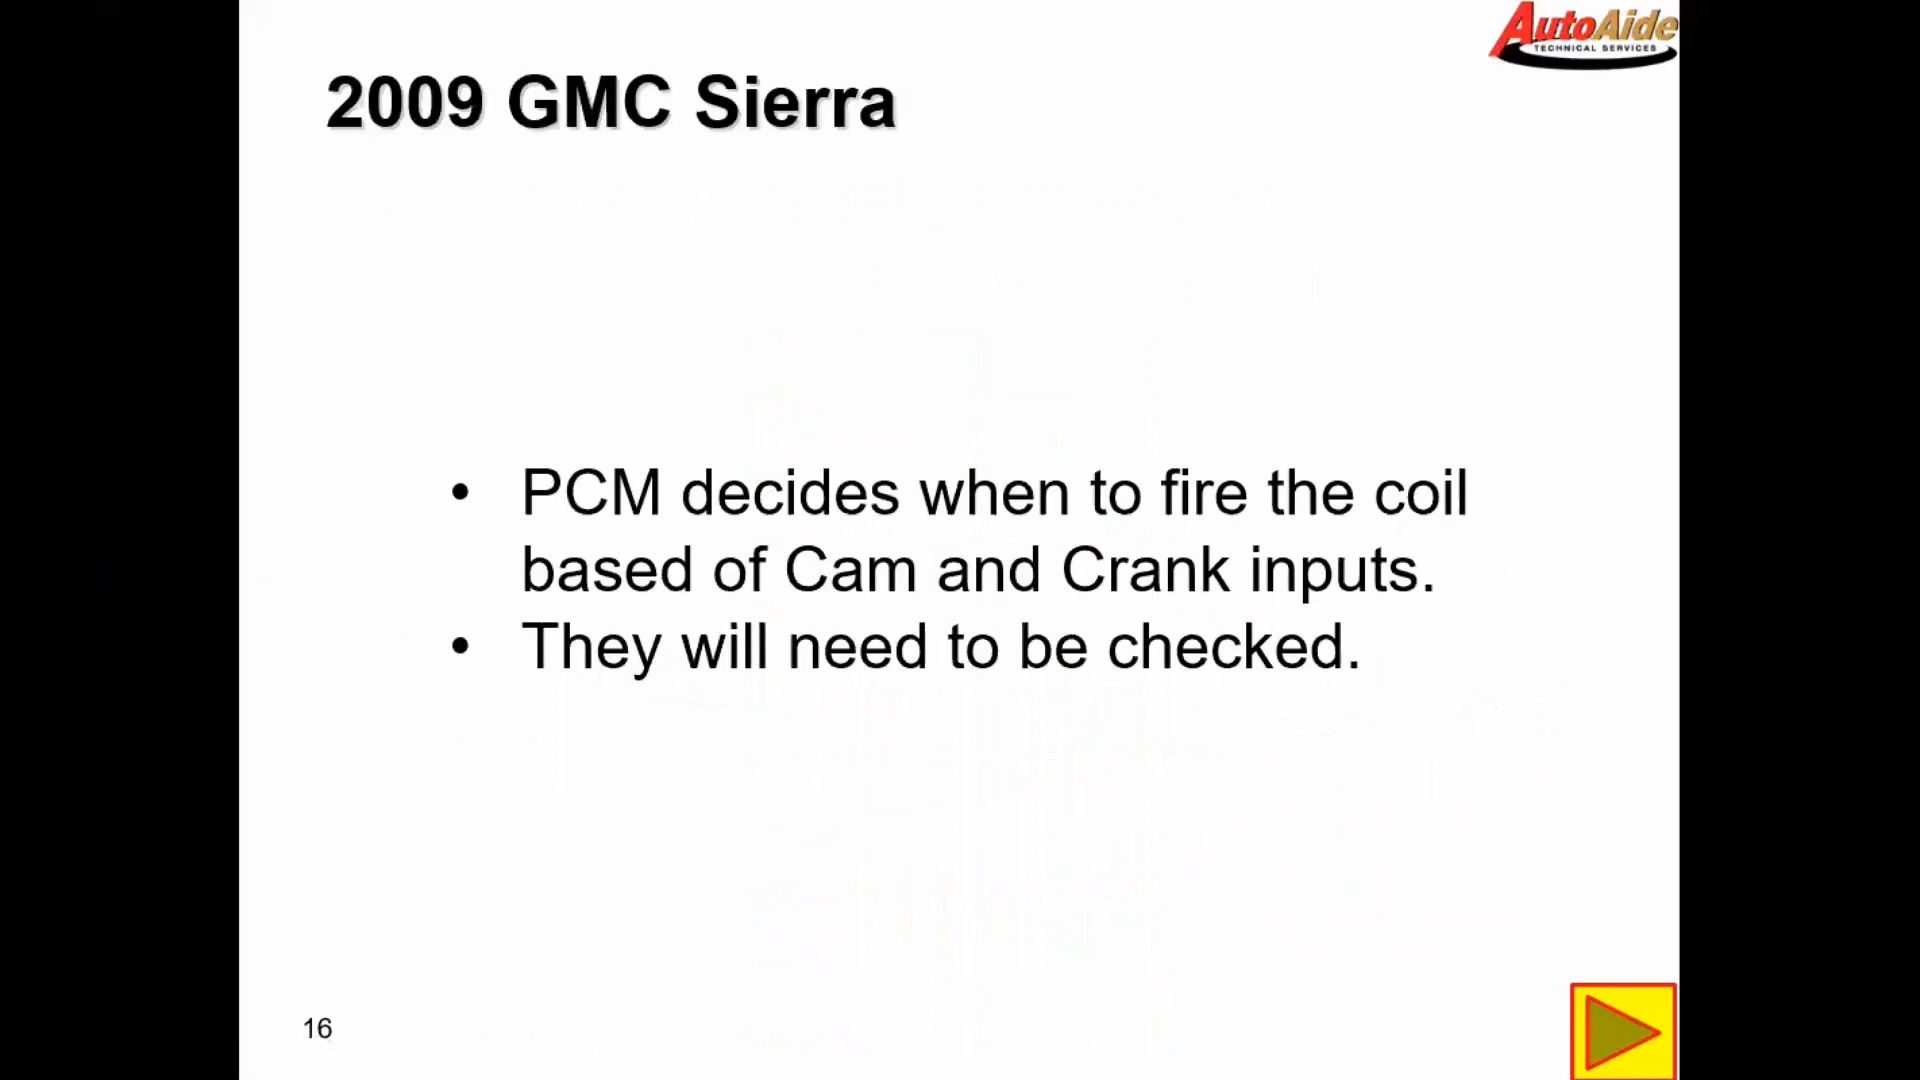 AutoAide
TECHNICAL SERVICES
2009 GMC Sierra
• PCM decides when to fire the coil
based of Cam and Crank inputs.
• They will need to be checked.
16